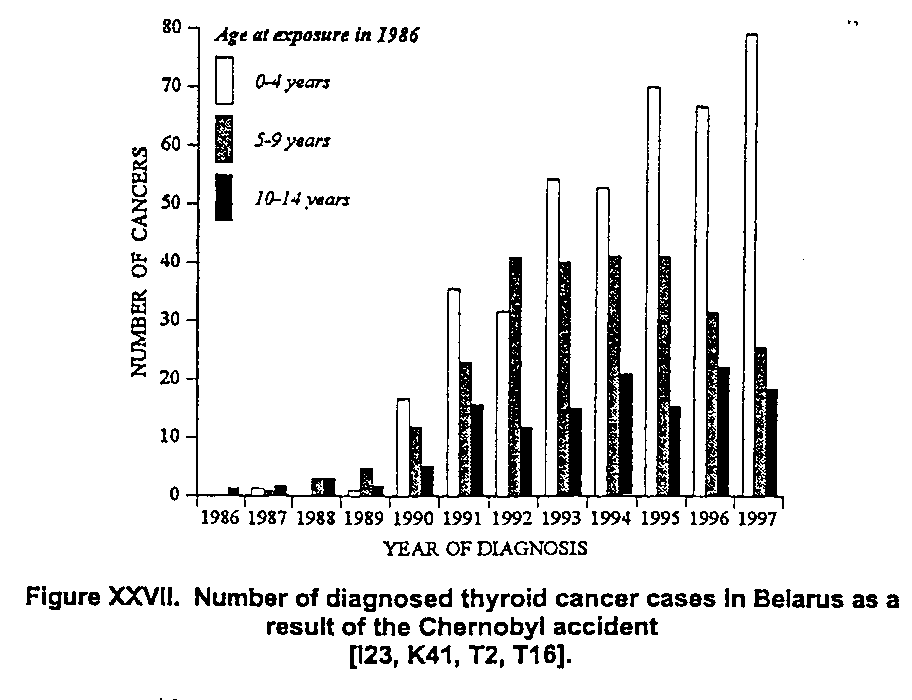 80
Age at exposure in 1986
70
0-4 years
60
5-9 years
50
10-14 years
40
30
20
10
0
NUMBER OF CANCERS
1986 1987 1988 1989 1990 1991 1992 1993 1994 1995 1996 1997
YEAR OF DIAGNOSIS
Figure XXVII. Number of diagnosed thyroid cancer cases in Belarus as a
result of the Chernobyl accident
[I23, K41, T2, T16].